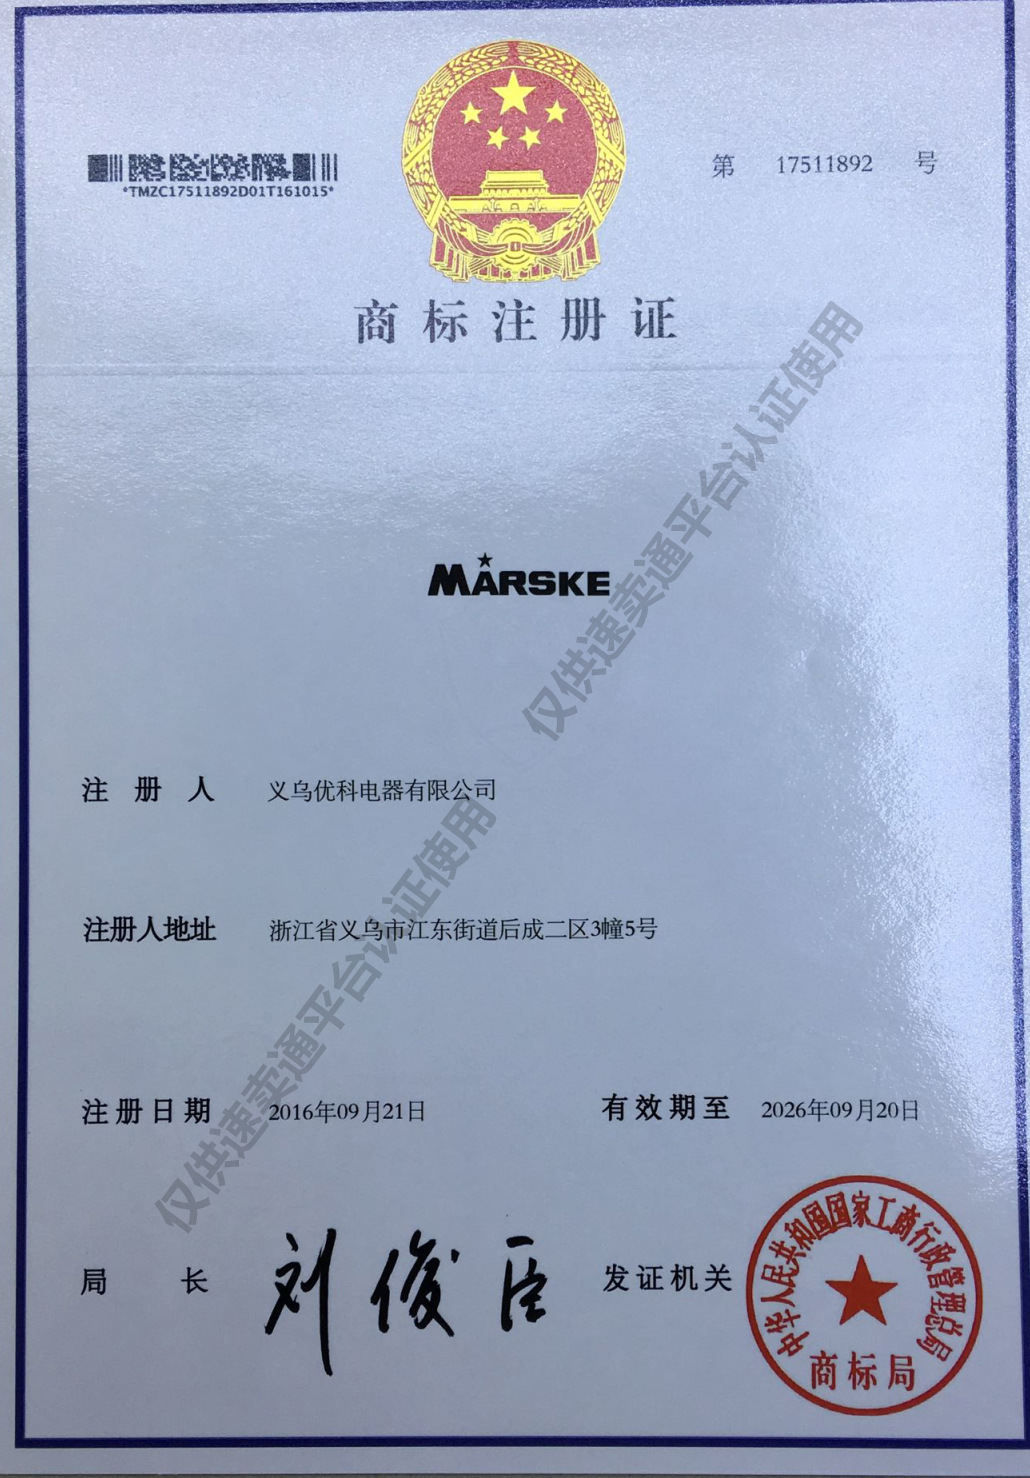 第 17511892 号
*TMZC17511892D01T161015*
商标注册证
MARSKE
仅供速卖通平台认证使用
注册人 义乌优科电器有限公司
注册人地址 浙江省义乌市江东街道后成二区3幢5号
仅供速卖通平台认证使用
注册日期 2016年09月21日 有效期至 2026年09月20日
局长 刘俊臣 发证机关
中华人民共和国国家工商行政管理总局
商标局